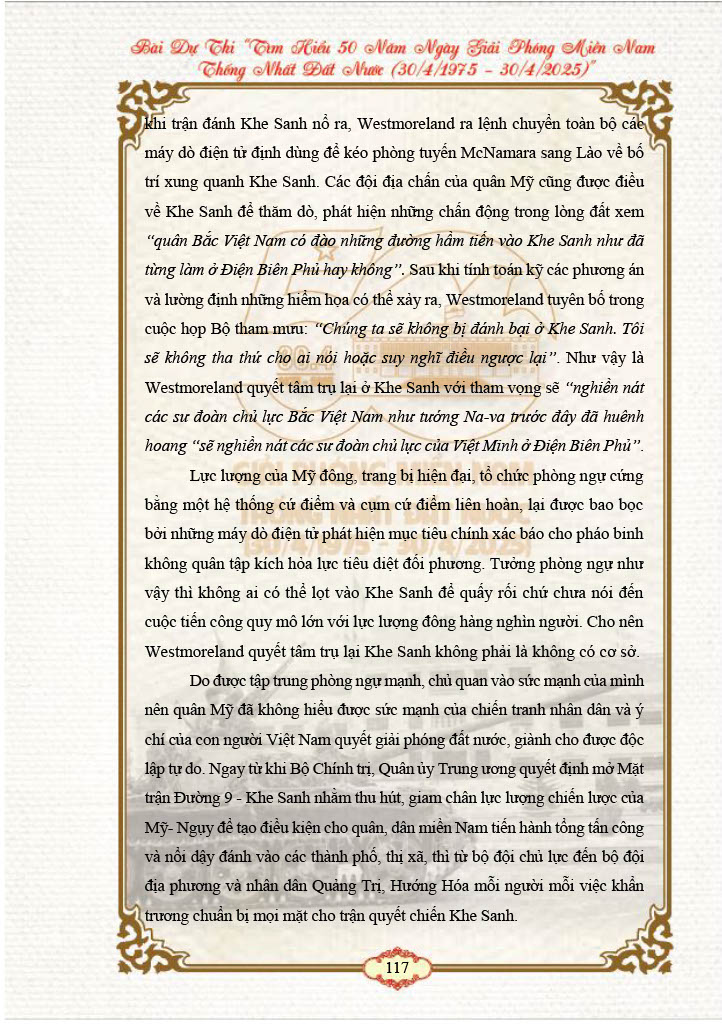 Bài Dự Thi “Tìm Hiểu 50 Năm Ngày Giải Phóng Miền Nam
Thống Nhất Đất Nước (30/4/1975 – 30/4/2025)”
khi trận đánh Khe Sanh nổ ra, Westmoreland ra lệnh chuyển toàn bộ các
máy dò điện tử định dùng để kéo phòng tuyến McNamara sang Lào về bố
trí xung quanh Khe Sanh. Các đội địa chấn của quân Mỹ cũng được điều
về Khe Sanh để thăm dò, phát hiện những chấn động trong lòng đất xem
“quân Bắc Việt Nam có đào những đường hầm tiến vào Khe Sanh như đã
từng làm ở Điện Biên Phủ hay không”. Sau khi tính toán kỹ các phương án
và lường định những hiểm họa có thể xảy ra, Westmoreland tuyên bố trong
cuộc họp Bộ tham mưu: “Chúng ta sẽ không bị đánh bại ở Khe Sanh. Tôi
sẽ không tha thứ cho ai nói hoặc suy nghĩ điều ngược lại”. Như vậy là
Westmoreland quyết tâm trụ lại ở Khe Sanh với tham vọng sẽ “nghiền nát
các sư đoàn chủ lực Bắc Việt Nam như tướng Na-va trước đây đã huênh
hoang “sẽ nghiền nát các sư đoàn chủ lực của Việt Minh ở Điện Biên Phủ”.
Lực lượng của Mỹ đông, trang bị hiện đại, tổ chức phòng ngự cứng
bằng một hệ thống cứ điểm và cụm cứ điểm liên hoàn, lại được bao bọc
bởi những máy dò điện tử phát hiện mục tiêu chính xác báo cho pháo binh
không quân tập kích hỏa lực tiêu diệt đối phương. Tưởng phòng ngự như
vậy thì không ai có thể lọt vào Khe Sanh để quấy rối chứ chưa nói đến
cuộc tiến công quy mô lớn với lực lượng đông hàng nghìn người. Cho nên
Westmoreland quyết tâm trụ lại Khe Sanh không phải là không có cơ sở.
Do được tập trung phòng ngự mạnh, chủ quan vào sức mạnh của mình
nên quân Mỹ đã không hiểu được sức mạnh của chiến tranh nhân dân và ý
chí của con người Việt Nam quyết giải phóng đất nước, giành cho được độc
lập tự do. Ngay từ khi Bộ Chính trị, Quân ủy Trung ương quyết định mở Mặt
trận Đường 9 - Khe Sanh nhằm thu hút, giam chân lực lượng chiến lược của
Mỹ- Ngụy để tạo điều kiện cho quân, dân miền Nam tiến hành tổng tấn công
và nổi dậy đánh vào các thành phố, thị xã, thì từ bộ đội chủ lực đến bộ đội
địa phương và nhân dân Quảng Trị, Hướng Hóa mỗi người mỗi việc khẩn
trương chuẩn bị mọi mặt cho trận quyết chiến Khe Sanh.
30.4
GIẢI PHÓNG MIỀN NAM
THỐNG NHẤT ĐẤT NƯỚC
(30/4/1975 - 30/4/2025)
117